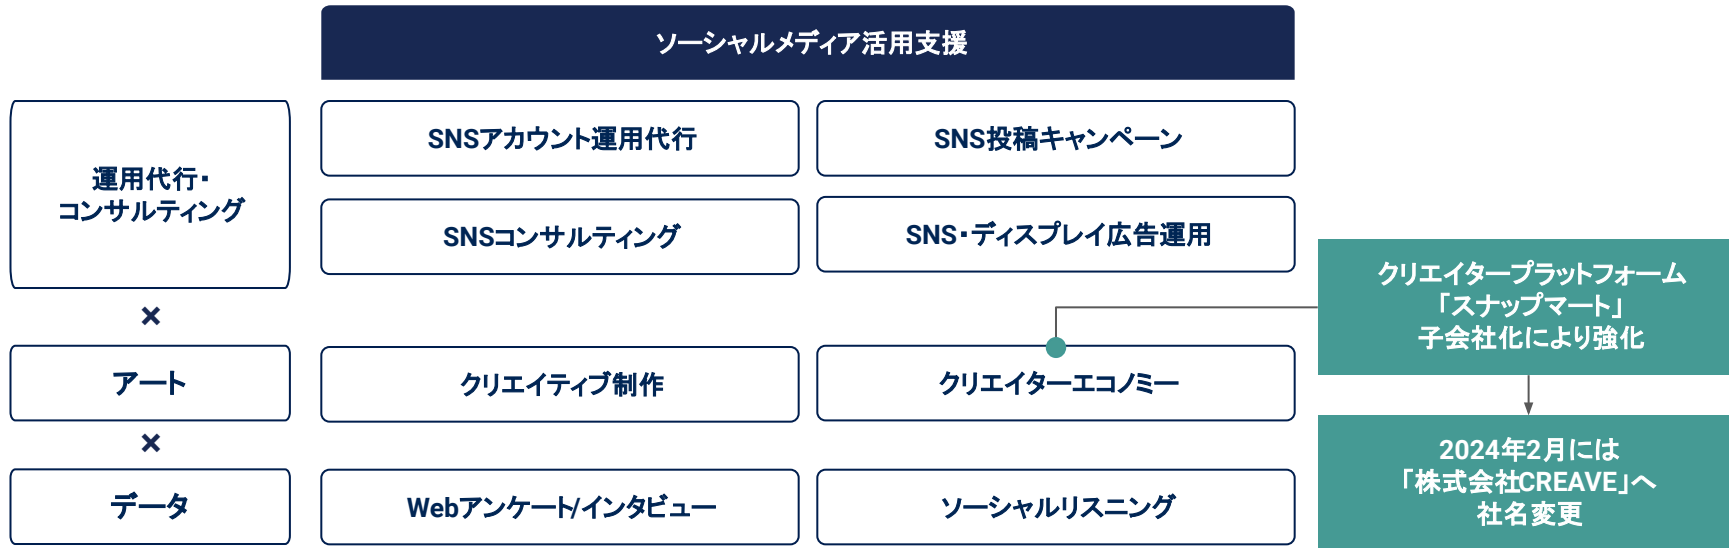 ソーシャルメディア活用支援
運用代行・
コンサルティング
SNSアカウント運用代行
SNS投稿キャンペーン
SNSコンサルティング
SNS・ディスプレイ広告運用
×
アート
クリエイティブ制作
クリエイターエコノミー
×
データ
Webアンケート/インタビュー
ソーシャルリスニング
クリエイタープラットフォーム
「スナップマート」
子会社化により強化
2024年2月には
「株式会社CREAVE」へ
社名変更